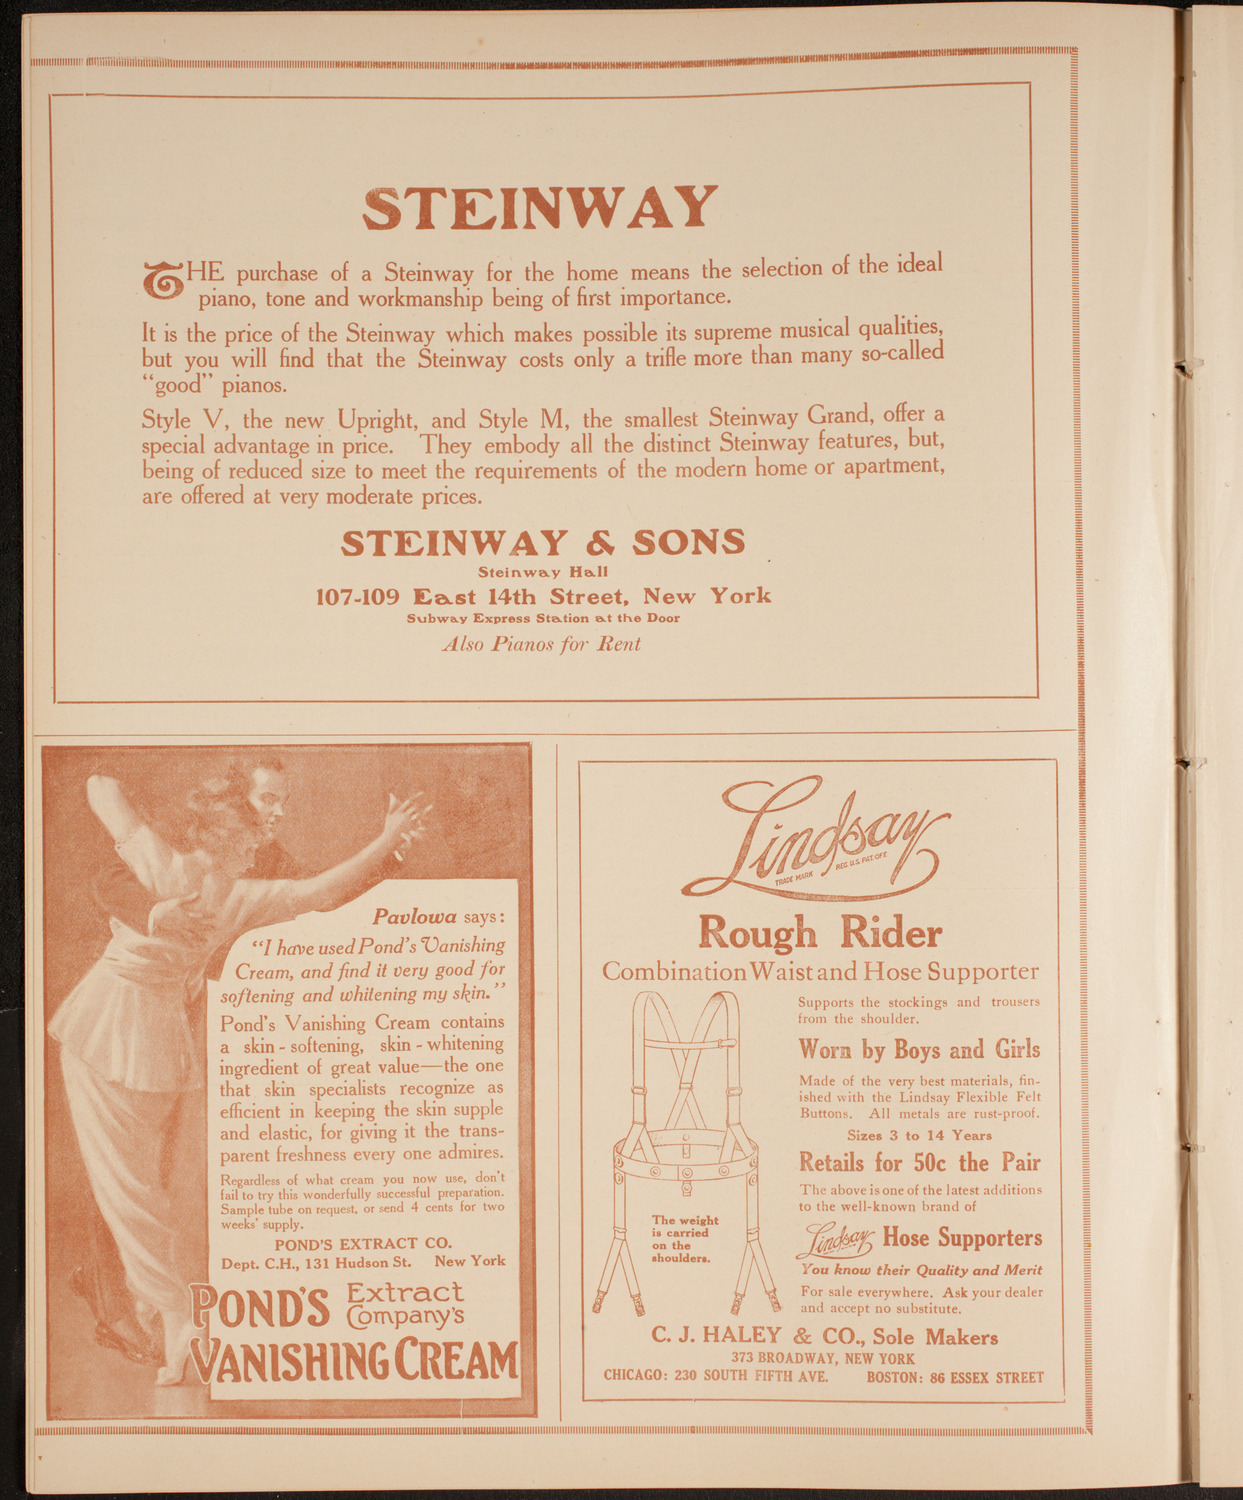 STEINWAY
THE purchase of a Steinway for the home means the selection of the ideal
piano, tone and workmanship being of first importance.
It is the price of the Steinway which makes possible its supreme musical qualities,
but you will find that the Steinway costs only a trifle more than many so-called
“good” pianos.
Style V, the new Upright, and Style M, the smallest Steinway Grand, offer a
special advantage in price. They embody all the distinct Steinway features, but,
being of reduced size to meet the requirements of the modern home or apartment,
are offered at very moderate prices.
STEINWAY & SONS
Steinway Hall
107-109 East 14th Street, New York
Subway Express Station at the Door
Also Pianos for Rent
Pavlowa says:
“I have used Pond's Vanishing
Cream, and find it very good for
softening and whitening my skin.”
Pond's Vanishing Cream contains
a skin-softening, skin-whitening
ingredient of great value—the one
that skin specialists recognize as
efficient in keeping the skin supple
and elastic, for giving it the trans-
parent freshness every one admires.
Regardless of what cream you now use, don't
fail to try this wonderfully successful preparation.
Sample tube on request, or send 4 cents for two
weeks' supply.
POND'S EXTRACT CO.
Dept. C.H., 131 Hudson St. New York
POND'S Extract Company's
VANISHING CREAM
Lindsay
TRADE MARK REG. U.S. PAT. OFF.
Rough Rider
Combination Waist and Hose Supporter
Supports the stockings and trousers
from the shoulder.
Worn by Boys and Girls
Made of the very best materials, fin-
ished with the Lindsay Flexible Felt
Buttons. All metals are rust-proof.
Sizes 3 to 14 Years
Retails for 50c the Pair
The above is one of the latest additions
to the well-known brand of
Lindsay Hose Supporters
You know their Quality and Merit
For sale everywhere. Ask your dealer
and accept no substitute.
The weight
is carried
on the
shoulders.
C. J. HALEY & CO., Sole Makers
373 BROADWAY, NEW YORK
CHICAGO: 230 SOUTH FIFTH AVE. BOSTON: 86 ESSEX STREET